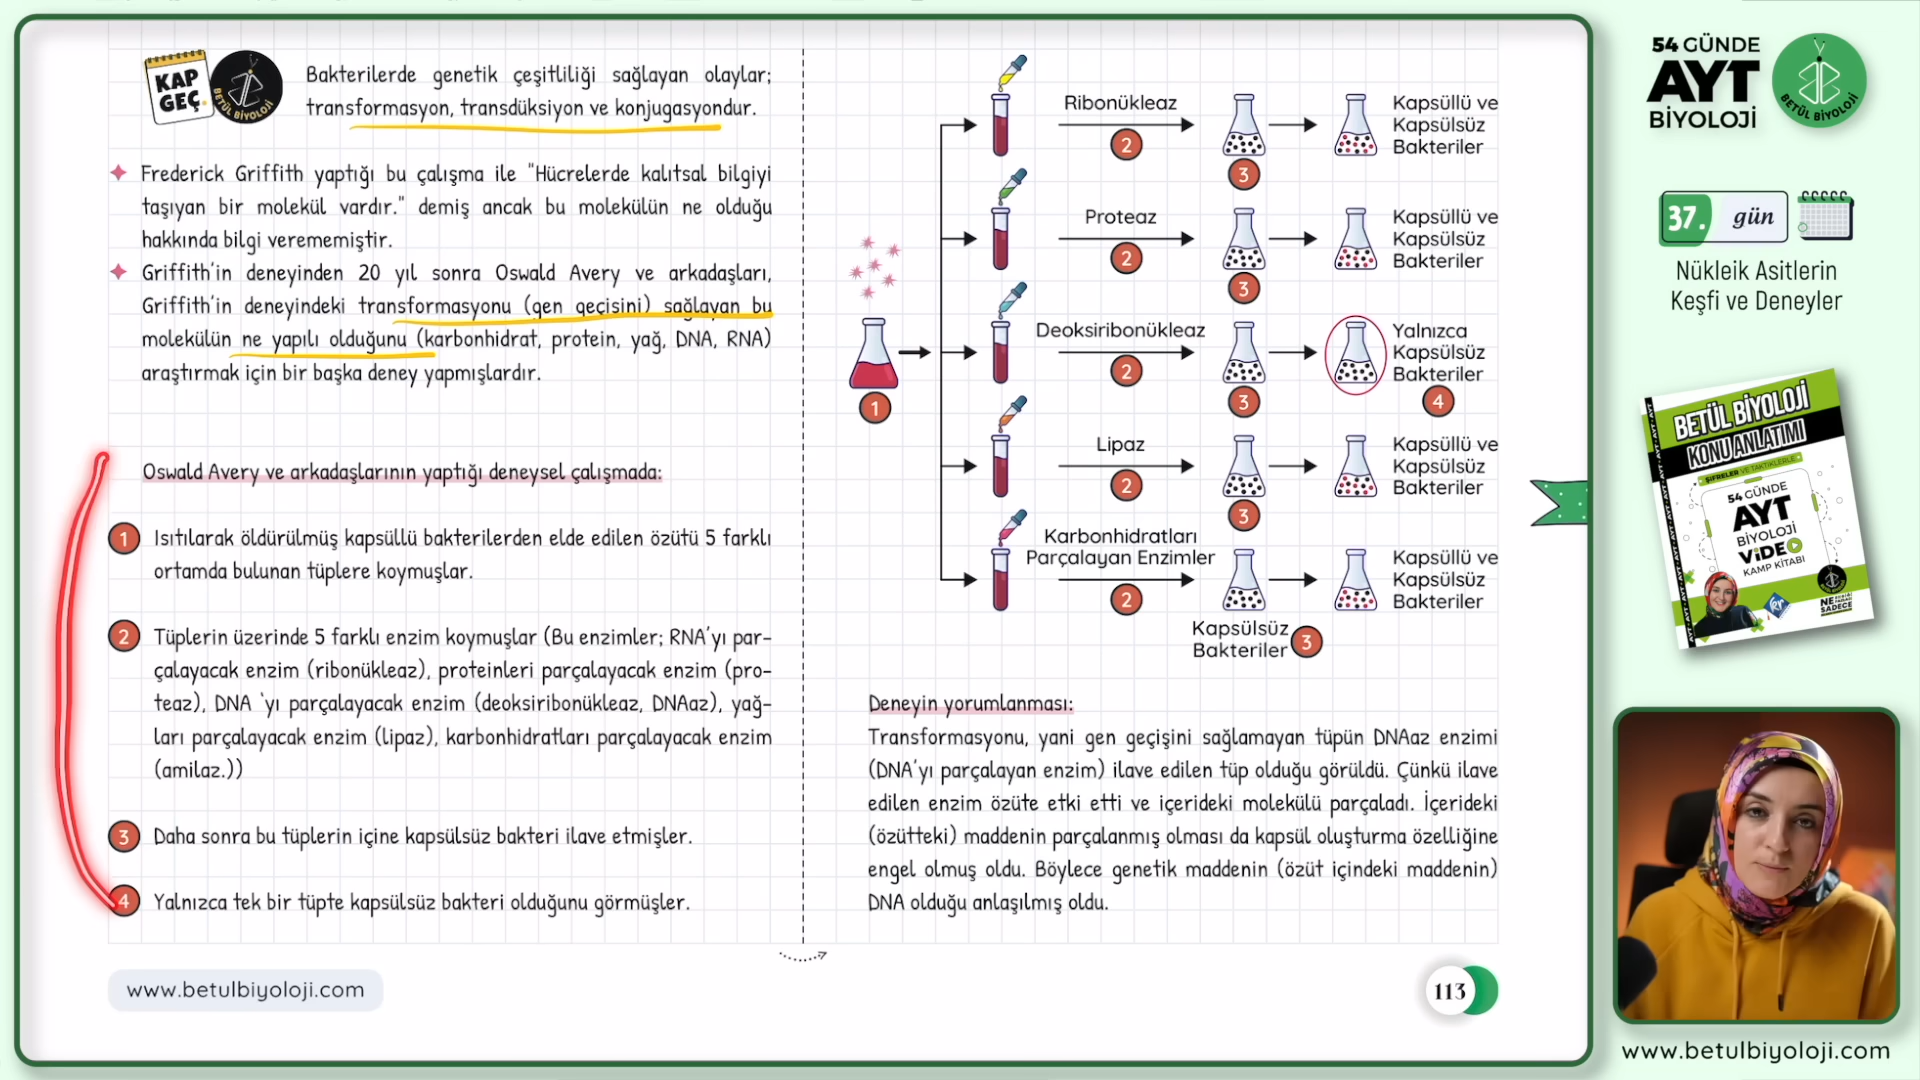 KAP
GEÇ.
BETÜL BİYOLOJİ
Bakterilerde genetik çeşitliliği sağlayan olaylar;
transformasyon, transdüksiyon ve konjugasyondur.
Frederick Griffith yaptığı bu çalışma ile "Hücrelerde kalıtsal bilgiyi
taşıyan bir molekül vardır." demiş ancak bu molekülün ne olduğu
hakkında bilgi verememiştir.
Griffith'in deneyinden 20 yıl sonra Oswald Avery ve arkadaşları,
Griffith'in deneyindeki transformasyonu (gen geçişini) sağlayan bu
molekülün ne yapılı olduğunu (karbonhidrat, protein, yağ, DNA, RNA)
araştırmak için bir başka deney yapmışlardır.
Oswald Avery ve arkadaşlarının yaptığı deneysel çalışmada:
1 Isıtılarak öldürülmüş kapsüllü bakterilerden elde edilen özütü 5 farklı
ortamda bulunan tüplere koymuşlar.
2 Tüplerin üzerinde 5 farklı enzim koymuşlar (Bu enzimler; RNA'yı par-
çalayacak enzim (ribonükleaz), proteinleri parçalayacak enzim (pro-
teaz), DNA 'yı parçalayacak enzim (deoksiribonükleaz, DNAaz), yağ-
ları parçalayacak enzim (lipaz), karbonhidratları parçalayacak enzim
(amilaz.))
3 Daha sonra bu tüplerin içine kapsülsüz bakteri ilave etmişler.
4 Yalnızca tek bir tüpte kapsülsüz bakteri olduğunu görmüşler.
www.betulbiyoloji.com
1
Ribonükleaz
2
3
Kapsüllü ve
Kapsülsüz
Bakteriler
Proteaz
2
3
Kapsüllü ve
Kapsülsüz
Bakteriler
Deoksiribonükleaz
2
3
Yalnızca
Kapsülsüz
Bakteriler
4
Lipaz
2
3
Kapsüllü ve
Kapsülsüz
Bakteriler
Karbonhidratları
Parçalayan Enzimler
2
Kapsüllü ve
Kapsülsüz
Bakteriler
Kapsülsüz
Bakteriler
3
Deneyin yorumlanması:
Transformasyonu, yani gen geçişini sağlamayan tüpün DNAaz enzimi
(DNA'yı parçalayan enzim) ilave edilen tüp olduğu görüldü. Çünkü ilave
edilen enzim özüte etki etti ve içerideki molekülü parçaladı. İçerideki
(özütteki) maddenin parçalanmış olması da kapsül oluşturma özelliğine
engel olmuş oldu. Böylece genetik maddenin (özüt içindeki maddenin)
DNA olduğu anlaşılmış oldu.
113
54 GÜNDE
AYT
BİYOLOJİ
BETÜL BİYOLOJİ
37. gün
Nükleik Asitlerin
Keşfi ve Deneyler
BETÜL BİYOLOJİ
KONU ANLATIMI
ŞİFRELER VE TAKTİKLERLE
54 GÜNDE
AYT
BİYOLOJİ
VİDEO
KAMP KİTABI
www.betulbiyoloji.com